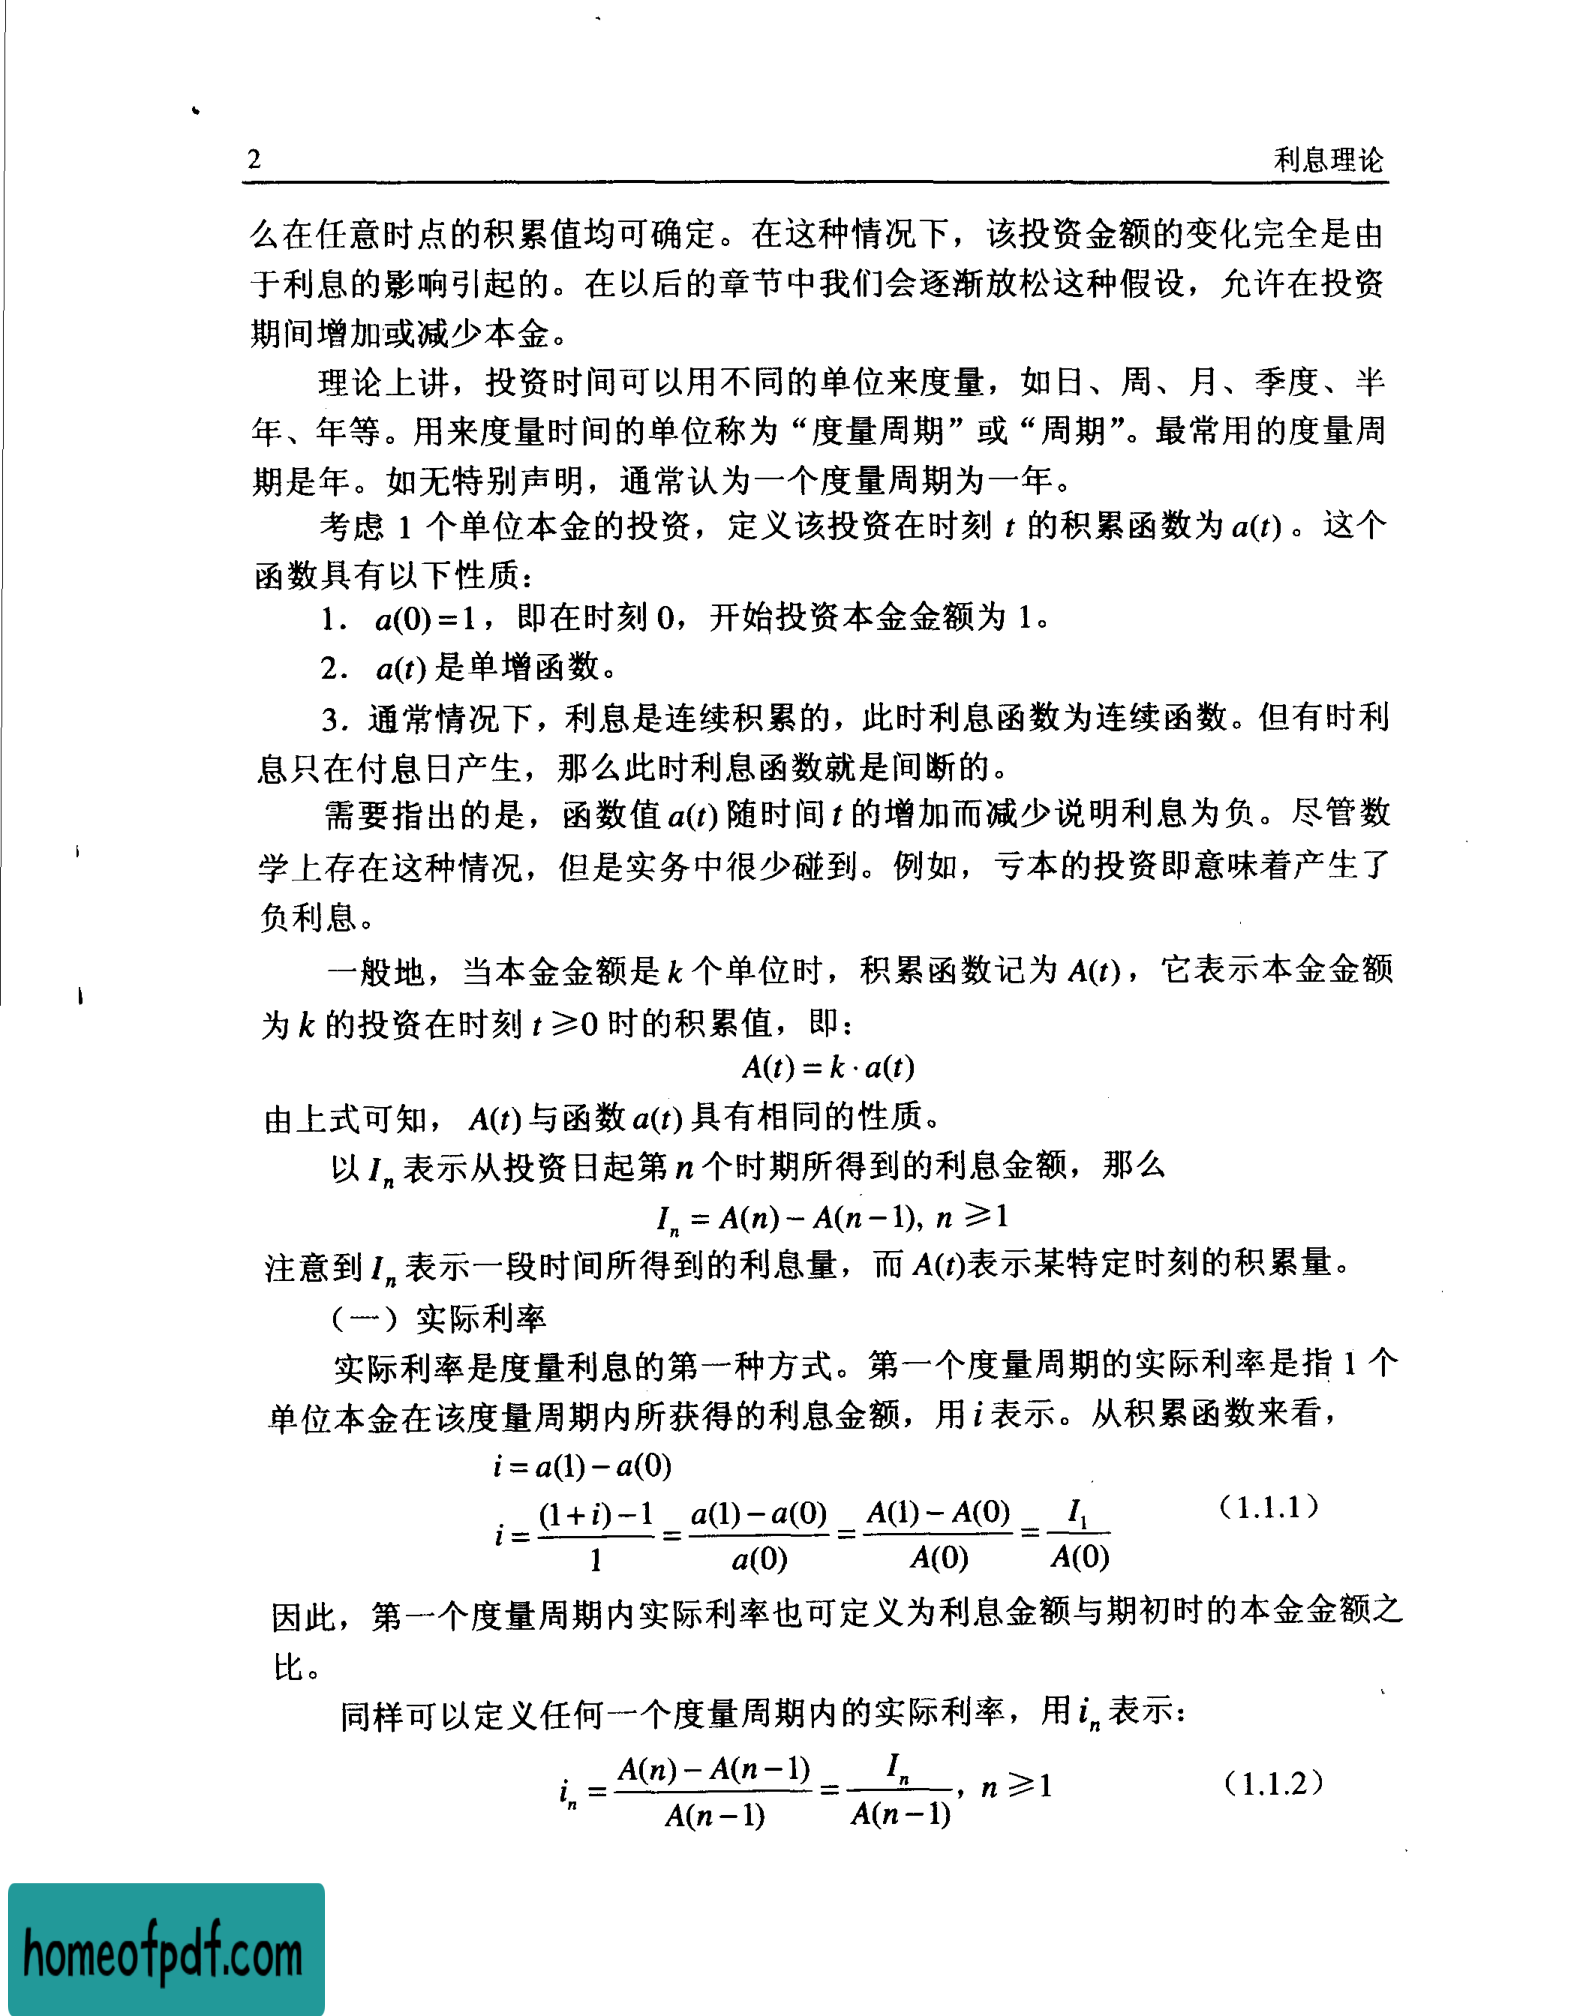 2 利息理论
么在任意时点的积累值均可确定。在这种情况下，该投资金额的变化完全是由
于利息的影响引起的。在以后的章节中我们会逐渐放松这种假设，允许在投资
期间增加或减少本金。
理论上讲，投资时间可以用不同的单位来度量，如日、周、月、季度、半
年、年等。用来度量时间的单位称为“度量周期”或“周期”。最常用的度量周
期是年。如无特别声明，通常认为一个度量周期为一年。
考虑 1 个单位本金的投资，定义该投资在时刻 t 的积累函数为 a(t)。这个
函数具有以下性质：
1． a(0)=1，即在时刻 0，开始投资本金金额为 1。
2． a(t) 是单增函数。
3．通常情况下，利息是连续积累的，此时利息函数为连续函数。但有时利
息只在付息日产生，那么此时利息函数就是间断的。
需要指出的是，函数值 a(t) 随时间 t 的增加而减少说明利息为负。尽管数
学上存在这种情况，但是实务中很少碰到。例如，亏本的投资即意味着产生了
负利息。
一般地，当本金金额是 k 个单位时，积累函数记为 A(t)，它表示本金金额
为 k 的投资在时刻 t≥0 时的积累值，即：
A(t) = k · a(t)
由上式可知， A(t) 与函数 a(t) 具有相同的性质。
以 I_n 表示从投资日起第 n 个时期所得到的利息金额，那么
I_n = A(n) − A(n−1), n ≥1
注意到 I_n 表示一段时间所得到的利息量，而 A(t)表示某特定时刻的积累量。
（一）实际利率
实际利率是度量利息的第一种方式。第一个度量周期的实际利率是指 1 个
单位本金在该度量周期内所获得的利息金额，用 i 表示。从积累函数来看，
i = a(1) − a(0)
i = ((1+i)−1)/1 = (a(1)−a(0))/a(0) = (A(1)−A(0))/A(0) = I_1/A(0) （1.1.1）
因此，第一个度量周期内实际利率也可定义为利息金额与期初时的本金金额之
比。
同样可以定义任何一个度量周期内的实际利率，用 i_n 表示：
i_n = (A(n)−A(n−1))/A(n−1) = I_n/A(n−1), n ≥1 （1.1.2）
homeofpdf.com